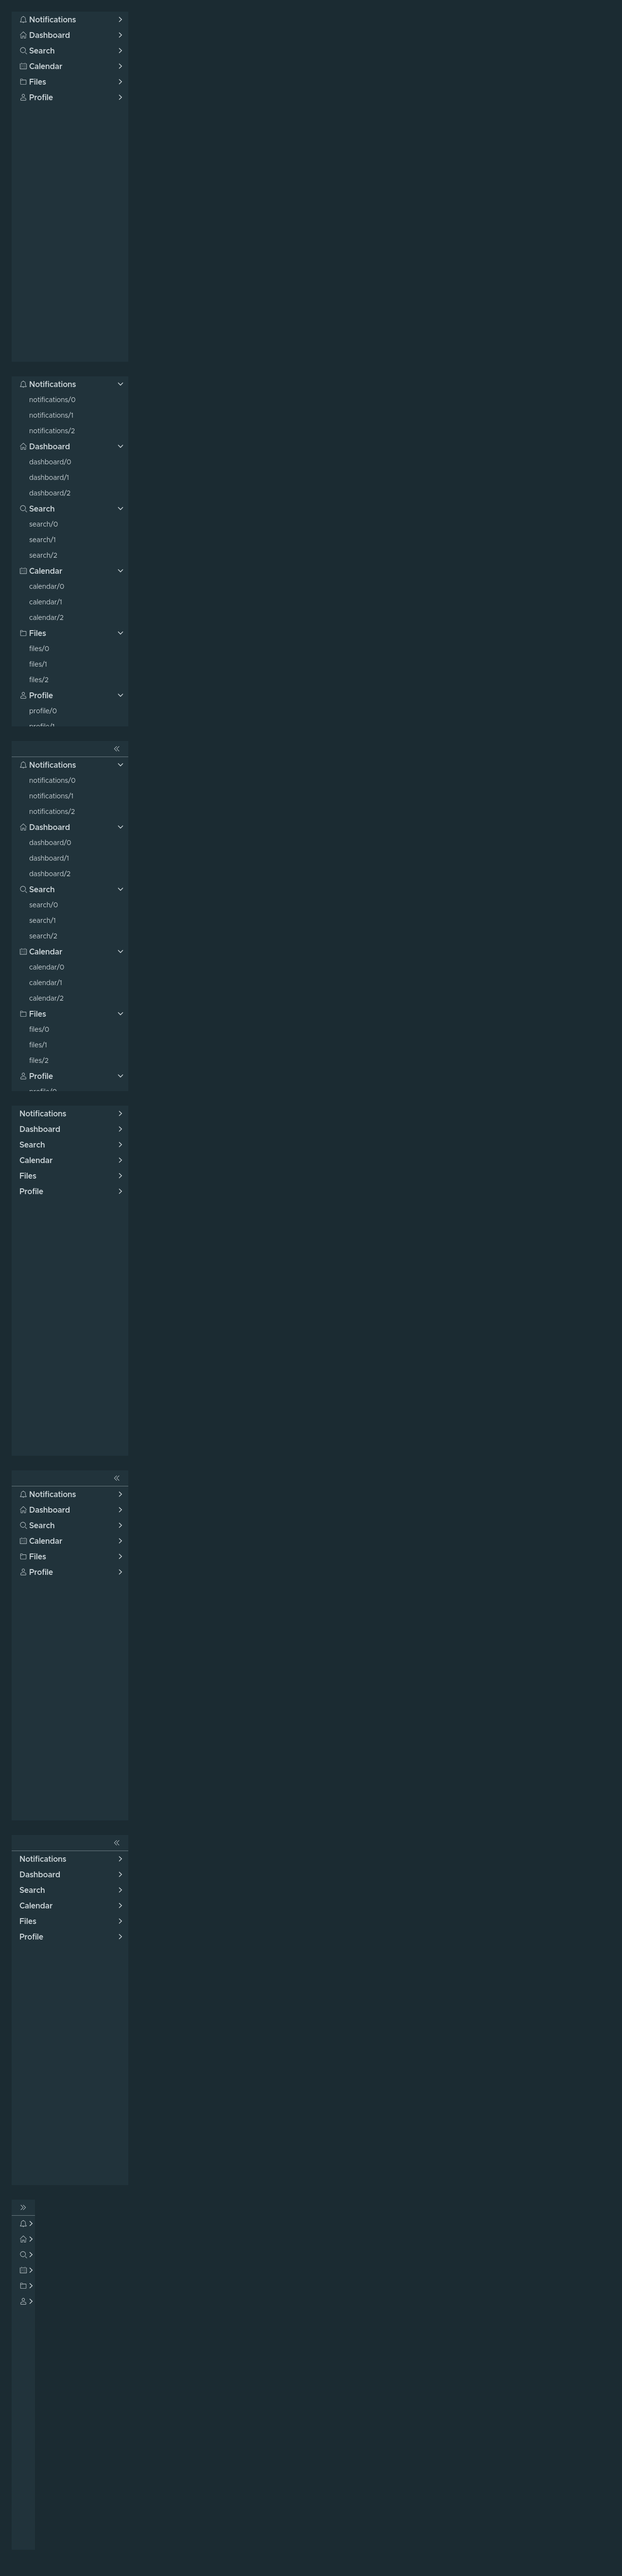 Notifications
Dashboard
Search
Calendar
Files
Profile
Notifications
notifications/0
notifications/1
notifications/2
Dashboard
dashboard/0
dashboard/1
dashboard/2
Search
search/0
search/1
search/2
Calendar
calendar/0
calendar/1
calendar/2
Files
files/0
files/1
files/2
Profile
profile/0
profile/1
Notifications
notifications/0
notifications/1
notifications/2
Dashboard
dashboard/0
dashboard/1
dashboard/2
Search
search/0
search/1
search/2
Calendar
calendar/0
calendar/1
calendar/2
Files
files/0
files/1
files/2
Profile
profile/0
Notifications
Dashboard
Search
Calendar
Files
Profile
Notifications
Dashboard
Search
Calendar
Files
Profile
Notifications
Dashboard
Search
Calendar
Files
Profile